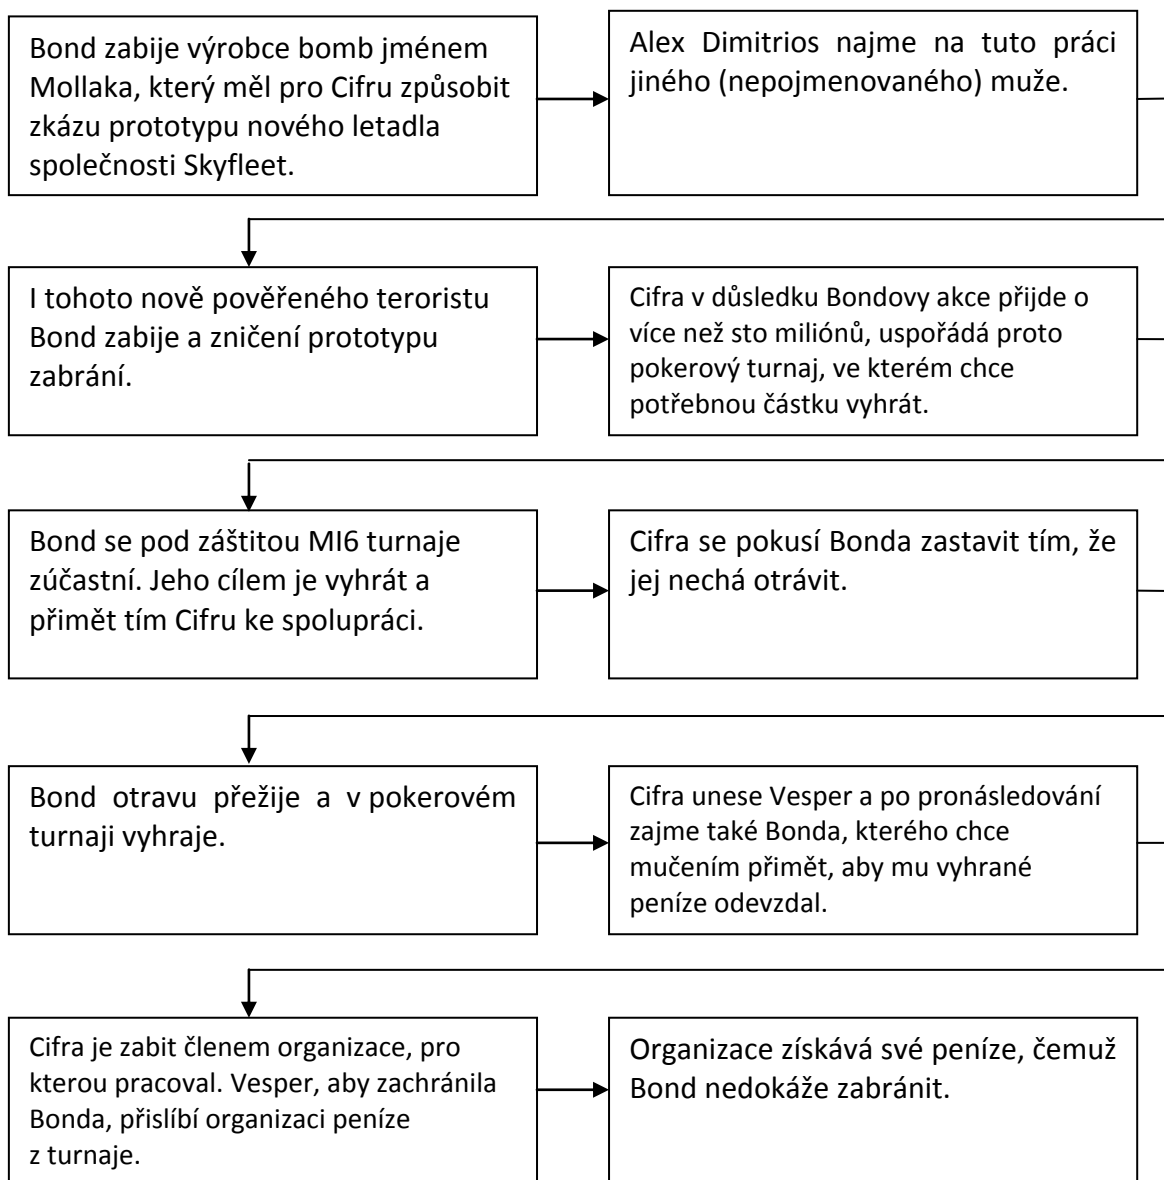 Bond zabije výrobce bomb jménem
Mollaka, který měl pro Cifru způsobit
zkázu prototypu nového letadla
společnosti Skyfleet.
Alex Dimitrios najme na tuto práci
jiného (nepojmenovaného) muže.
I tohoto nově pověřeného teroristu
Bond zabije a zničení prototypu
zabrání.
Cifra v důsledku Bondovy akce přijde o
více než sto miliónů, uspořádá proto
pokerový turnaj, ve kterém chce
potřebnou částku vyhrát.
Bond se pod záštitou MI6 turnaje
zúčastní. Jeho cílem je vyhrát a
přimět tím Cifru ke spolupráci.
Cifra se pokusí Bonda zastavit tím, že
jej nechá otrávit.
Bond otravu přežije a v pokerovém
turnaji vyhraje.
Cifra unese Vesper a po pronásledování
zajme také Bonda, kterého chce
mučením přimět, aby mu vyhrané
peníze odevzdal.
Cifra je zabit členem organizace, pro
kterou pracoval. Vesper, aby zachránila
Bonda, přislíbí organizaci peníze
z turnaje.
Organizace získává své peníze, čemuž
Bond nedokáže zabránit.